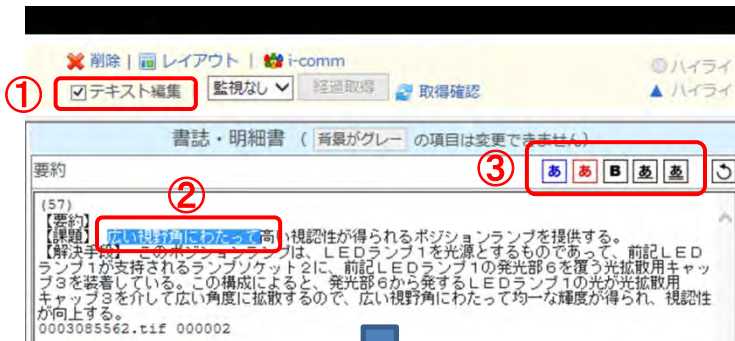 削除 | レイアウト | i-comm
ハイライ
① テキスト編集 監視なし 経過取得 取得確認
ハイライ
書誌・明細書 ( 背景がグレー の項目は変更できません)
要約
③ あ あ B あ あ
②
(57)
【要約】
【課題】 広い視野角にわたって高い視認性が得られるポジションランプを提供する。
【解決手段】 このポジションランプは、LEDランプ1を光源とするものであって、前記LED
ランプ1が支持されるランプソケット2に、前記LEDランプ1の発光部6を覆う光拡散用キャッ
プ3を装着している。この構成によると、発光部6から発するLEDランプ1の光が光拡散用
キャップ3を介して広い角度に拡散するので、広い視野角にわたって均一な輝度が得られ、視認性
が向上する。
0003085562.tif 000002